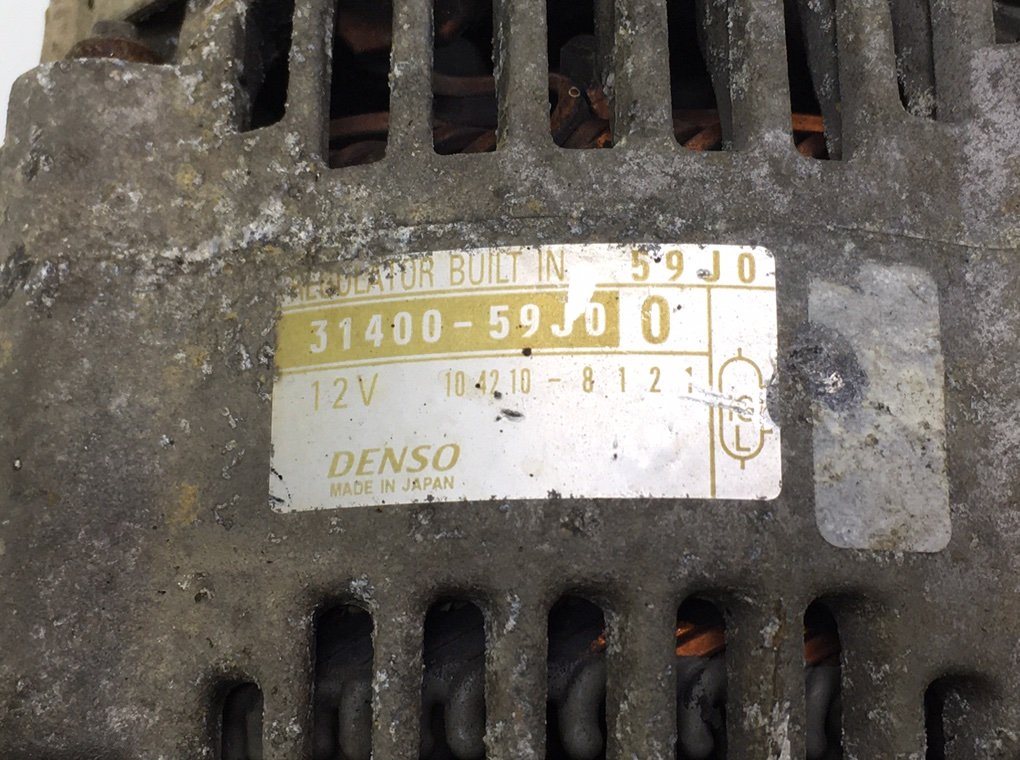 REGULATOR BUILT IN 59J0
31400-59J0 0
12V 104210-8121
DENSO
MADE IN JAPAN
L